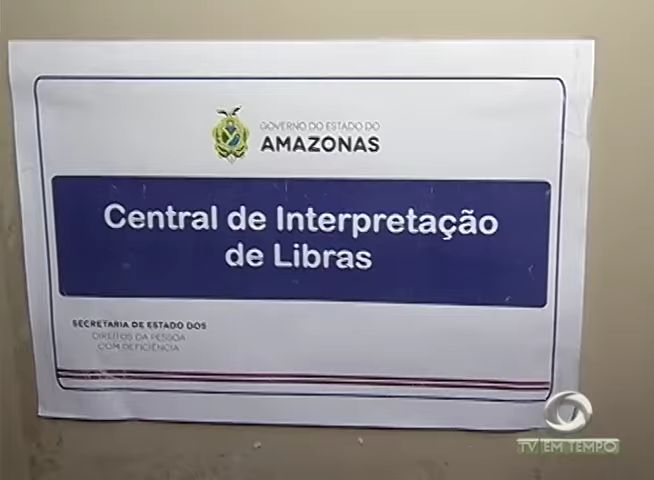 GOVERNO DO ESTADO DO
AMAZONAS
Central de Interpretação
de Libras
SECRETARIA DE ESTADO DOS
DIREITOS DA PESSOA
COM DEFICIÊNCIA
TV EM TEMPO